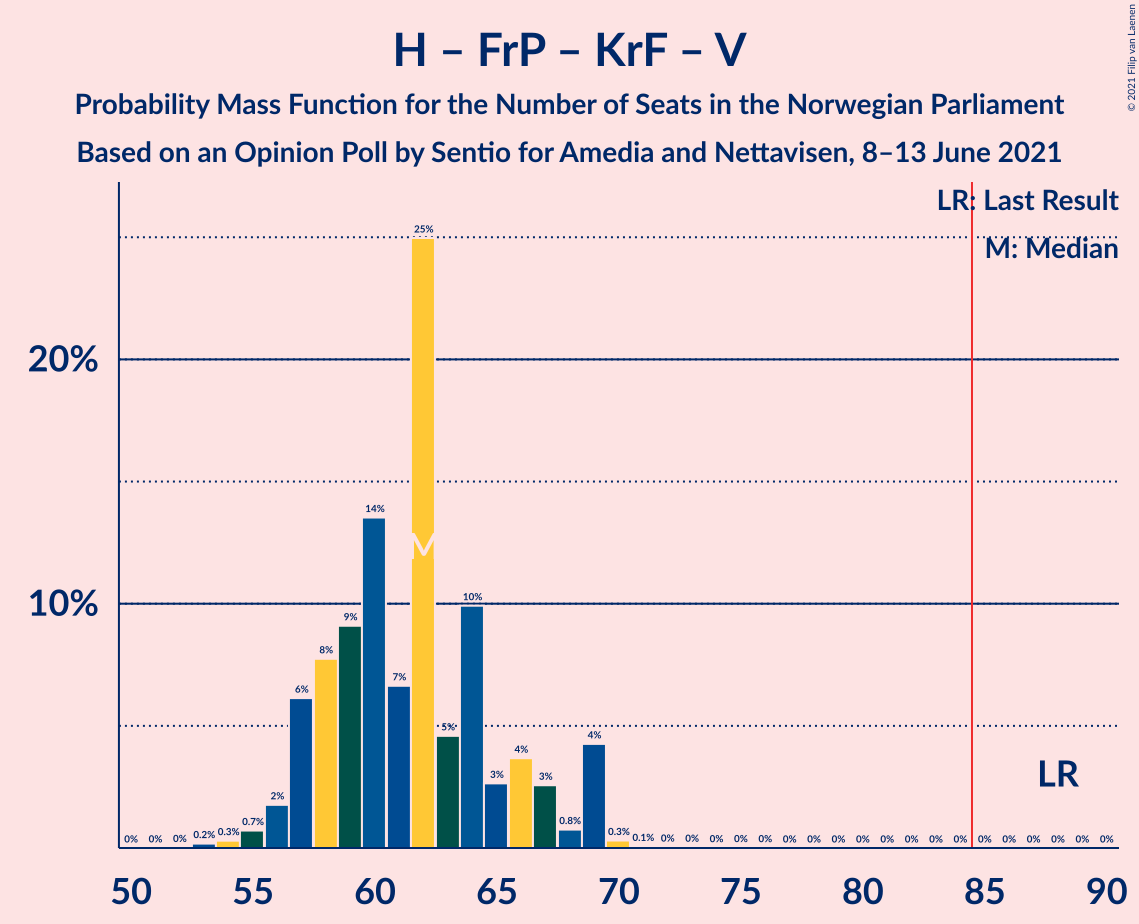 H – FrP – KrF – V
Probability Mass Function for the Number of Seats in the Norwegian Parliament
Based on an Opinion Poll by Sentio for Amedia and Nettavisen, 8–13 June 2021
© 2021 Filip van Laenen
LR: Last Result
M: Median
20%
10%
0% 0% 0% 0.2% 0.3% 0.7% 2% 6% 8% 9% 14% 7% 25% 5% 10% 3% 4% 3% 0.8% 4% 0.3% 0.1% 0% 0% 0% 0% 0% 0% 0% 0% 0% 0% 0% 0% 0% 0% 0% 0% 0% 0% 0%
M
LR
50 55 60 65 70 75 80 85 90